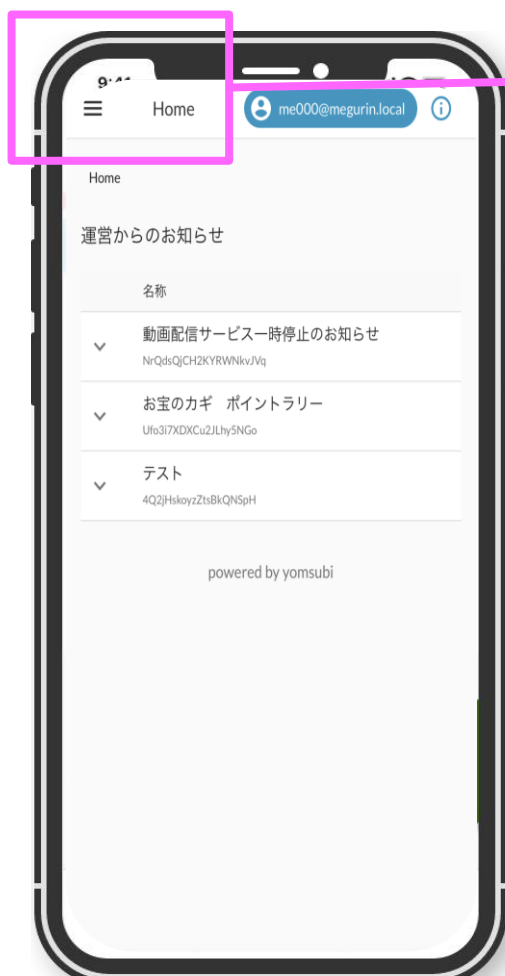 Home
me000@megurin.local
Home
運営からのお知らせ
名称
動画配信サービス一時停止のお知らせ
NrQdsQjCH2KYRWNkvJVq
お宝のカギ ポイントラリー
Ufo3i7XDXCu2JLhy5NGo
テスト
4Q2jHskoyzZtsBkQNSpH
powered by yomsubi